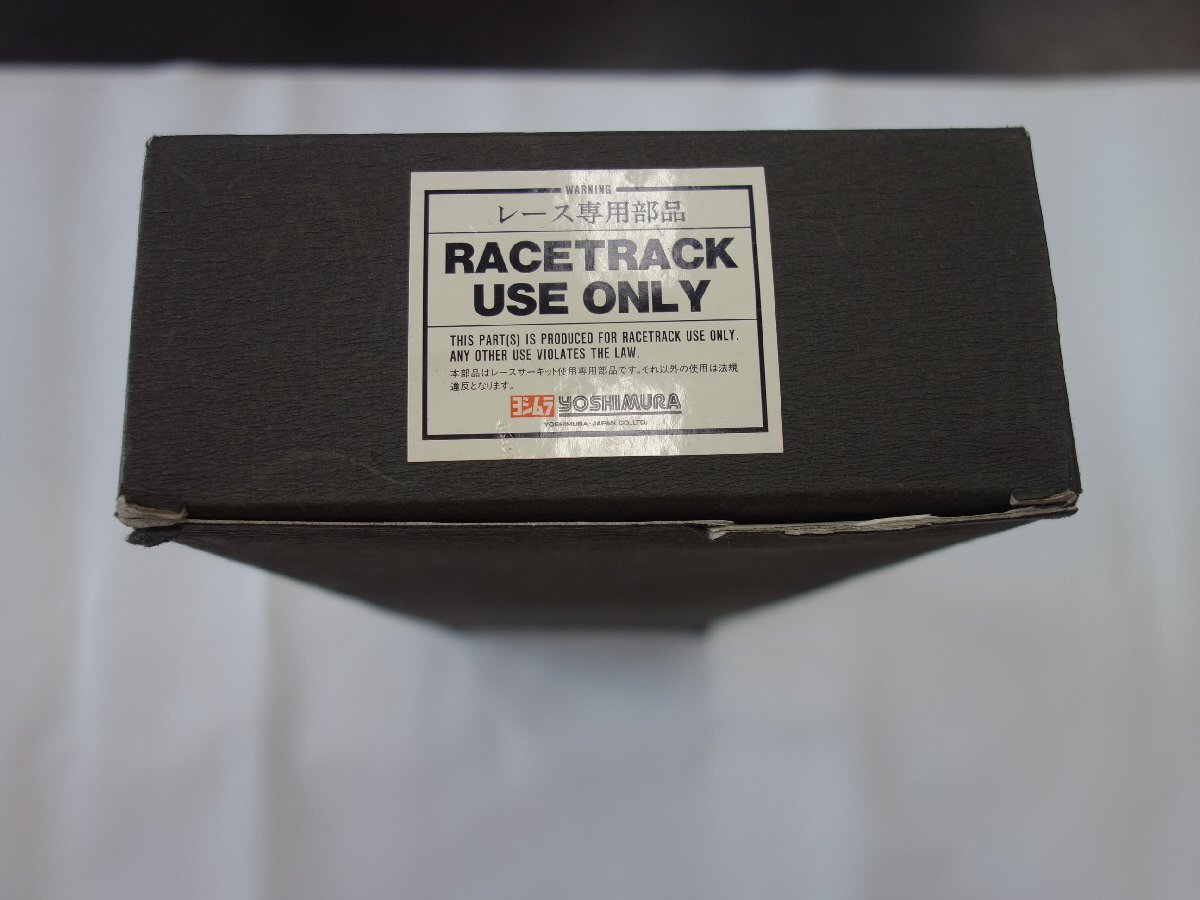 WARNING
レース専用部品
RACETRACK
USE ONLY
THIS PART(S) IS PRODUCED FOR RACETRACK USE ONLY.
ANY OTHER USE VIOLATES THE LAW.
本部品はレースサーキット使用専用部品です。それ以外の使用は法規
違反となります。
ヨシムラ YOSHIMURA
YOSHIMURA・JAPAN CO.,LTD.